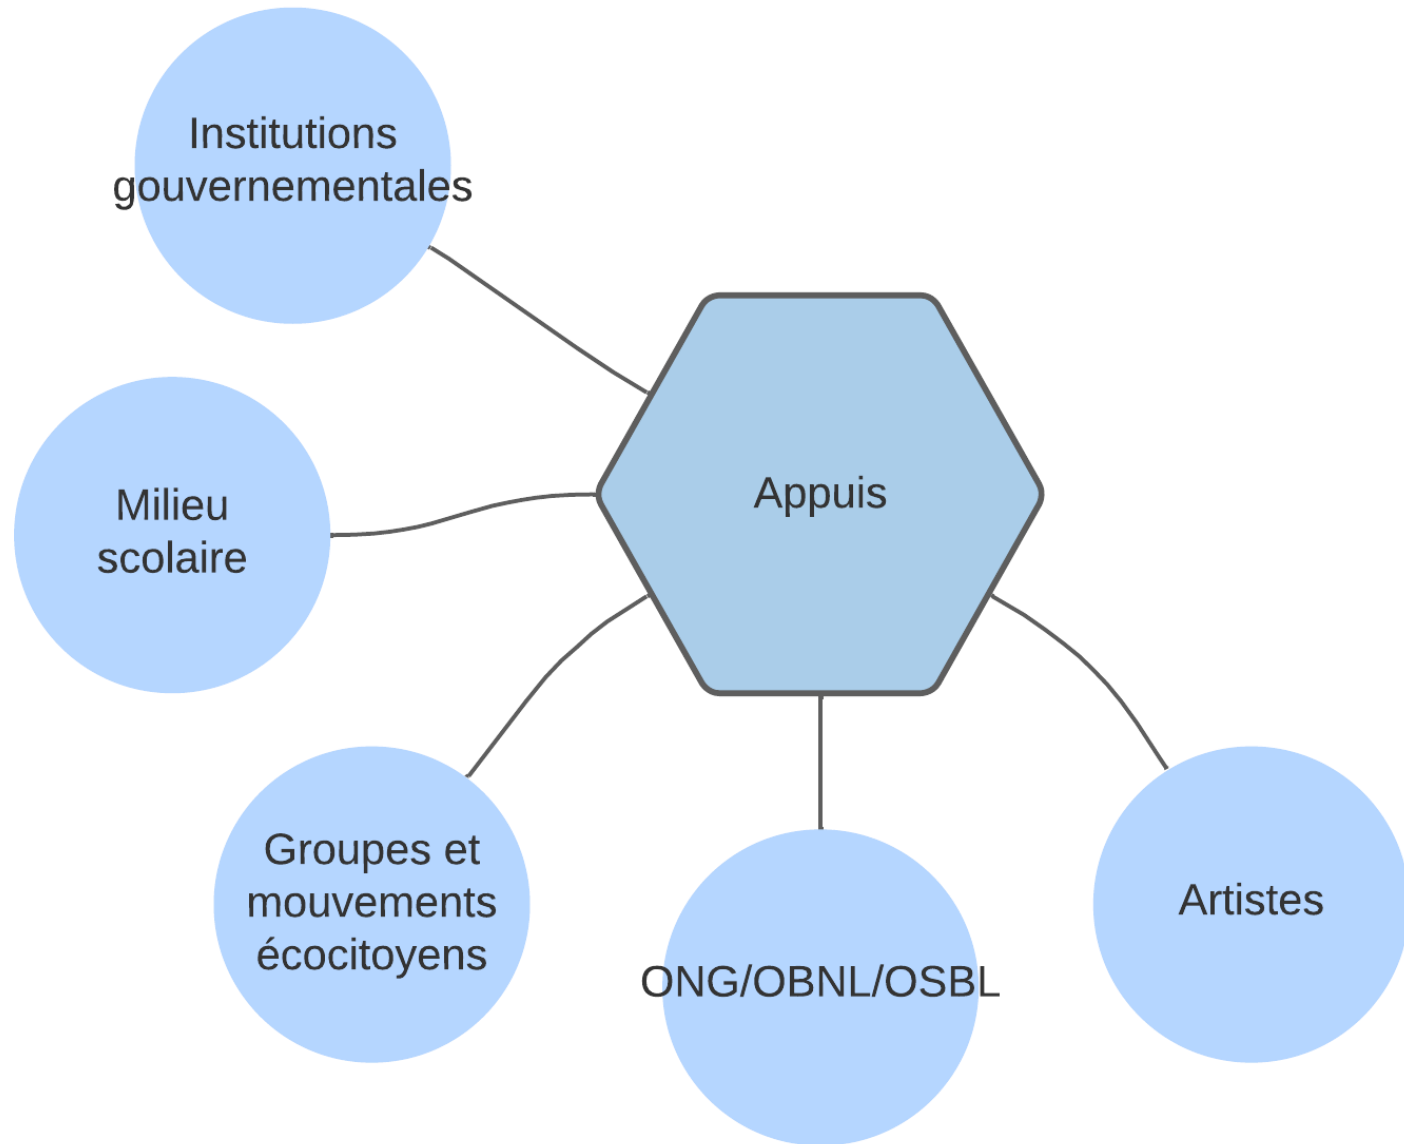 Institutions
gouvernementales
Appuis
Milieu
scolaire
Groupes et
mouvements
écocitoyens
ONG/OBNL/OSBL
Artistes